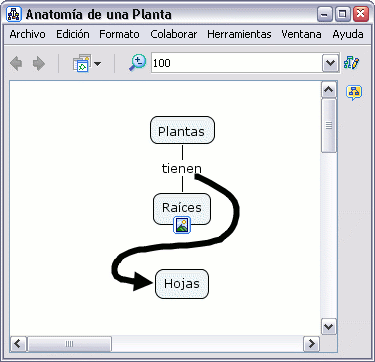 Anatomía de una Planta
Archivo Edición Formato Colaborar Herramientas Ventana Ayuda
100
Plantas
tienen
Raíces
Hojas